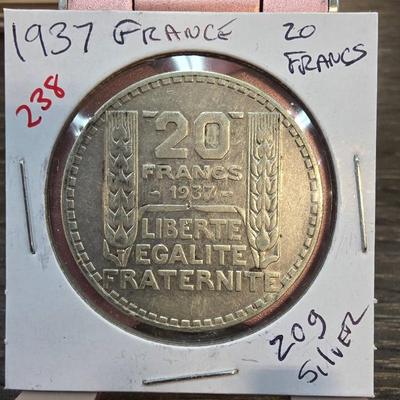 1937 FRANCE
20
FRANCS
238
20
FRANCS
- 1937 -
LIBERTE
EGALITE
FRATERNITE
20g
SILVER